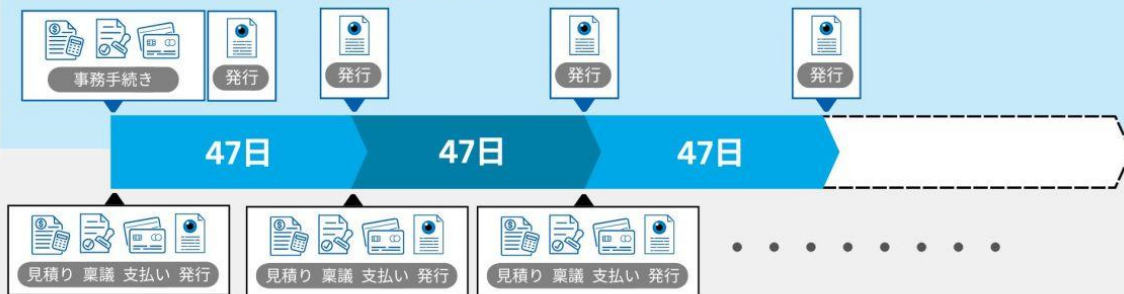 事務手続き
発行
発行
発行
発行
47日
47日
47日
見積り 稟議 支払い 発行
見積り 稟議 支払い 発行
見積り 稟議 支払い 発行